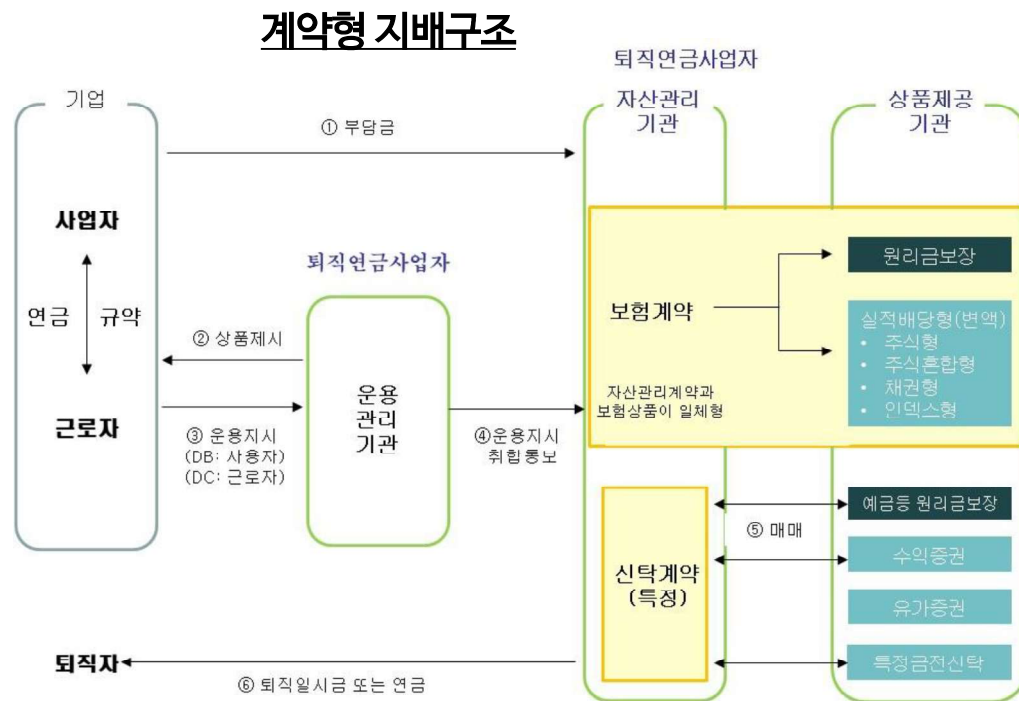 계약형 지배구조
퇴직연금사업자
기업
자산관리
기관
상품제공
기관
① 부담금
사업자
연금
규약
근로자
퇴직연금사업자
② 상품제시
운용
관리
기관
③ 운용지시
(DB: 사용자)
(DC: 근로자)
④운용지시
취합통보
보험계약
자산관리계약과
보험상품이 일체형
원리금보장
실적배당형(변액)
• 주식형
• 주식혼합형
• 채권형
• 인덱스형
신탁계약
(특정)
⑤ 매매
예금등 원리금보장
수익증권
유가증권
특정금전신탁
퇴직자
⑥ 퇴직일시금 또는 연금